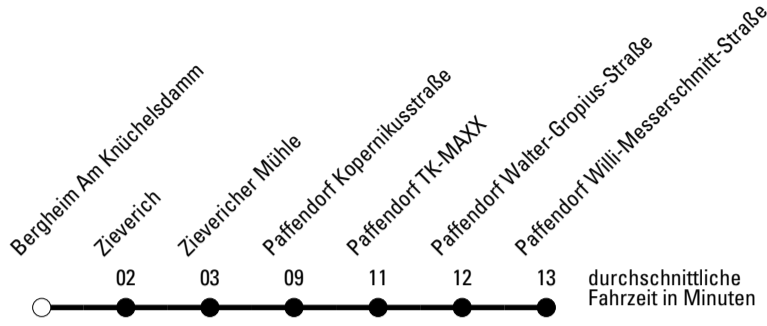 Bergheim Am Knüchelsdamm
Zieverich
Zievericher Mühle
Paffendorf Kopernikusstraße
Paffendorf TK-MAXX
Paffendorf Walter-Gropius-Straße
Paffendorf Willi-Messerschmitt-Straße
02 03 09 11 12 13
durchschnittliche
Fahrzeit in Minuten